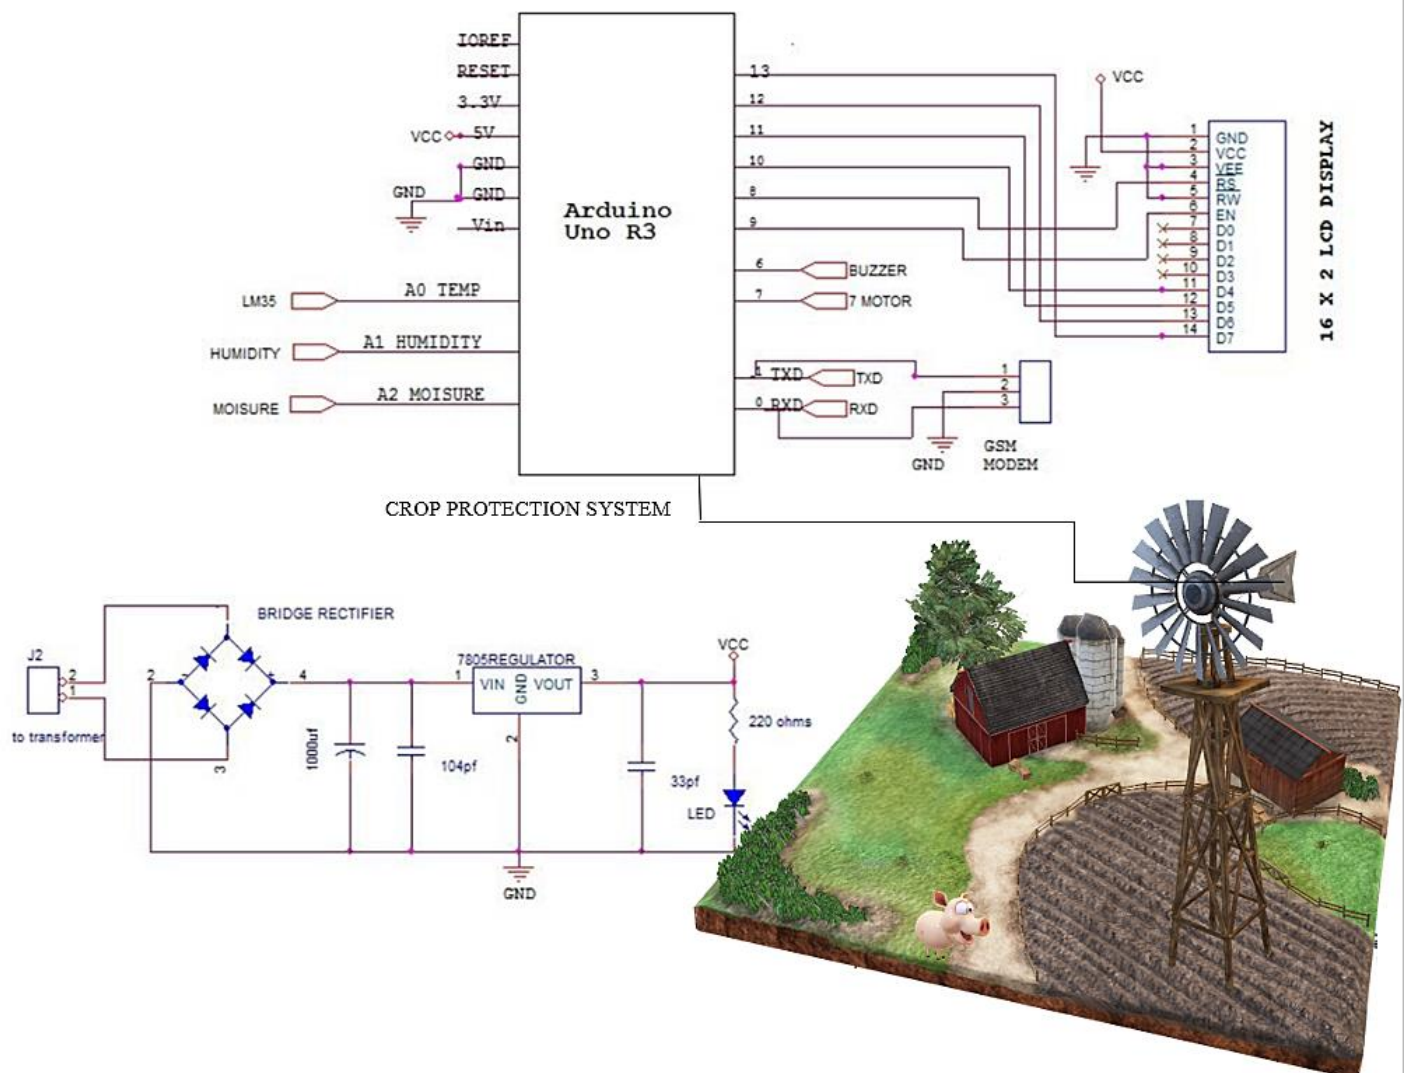 IOREF
RESET
3.3V
VCC 5V
GND
GND GND
Vin
Arduino
Uno R3
LM35 A0 TEMP
HUMIDITY A1 HUMIDITY
MOISURE A2 MOISURE
13
12
11
10
8
9
6 BUZZER
7 7 MOTOR
1 TXD TXD
0 RXD RXD
1
2
3
GND
GSM
MODEM
VCC
1 GND
2 VCC
3 VEE
4 RS
5 RW
6 EN
7 D0
8 D1
9 D2
10 D3
11 D4
12 D5
13 D6
14 D7
16 X 2 LCD DISPLAY
CROP PROTECTION SYSTEM
BRIDGE RECTIFIER
J2
2
1
to transformer
2
- +
4
3
1000uf
104pf
7805REGULATOR
1 VIN GND VOUT 3
2
33pf
VCC
220 ohms
LED
GND